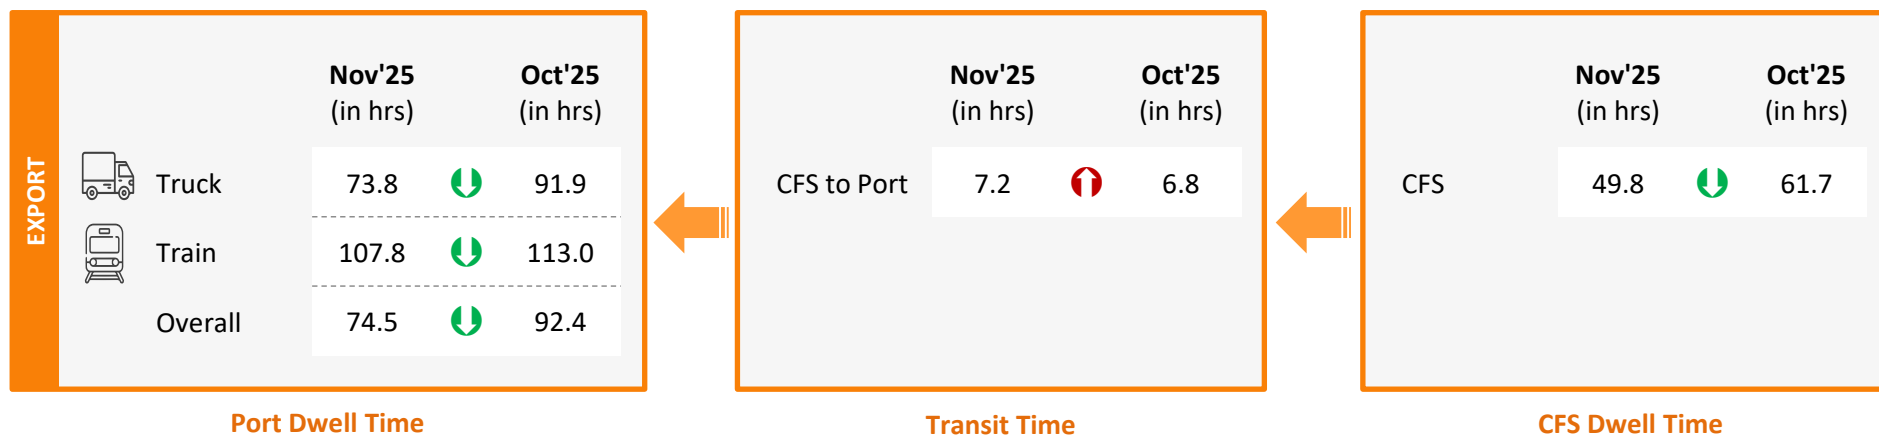 EXPORT
Nov'25 Oct'25
(in hrs) (in hrs)
Truck 73.8 91.9
Train 107.8 113.0
Overall 74.5 92.4
Port Dwell Time
Nov'25 Oct'25
(in hrs) (in hrs)
CFS to Port 7.2 6.8
Transit Time
Nov'25 Oct'25
(in hrs) (in hrs)
CFS 49.8 61.7
CFS Dwell Time